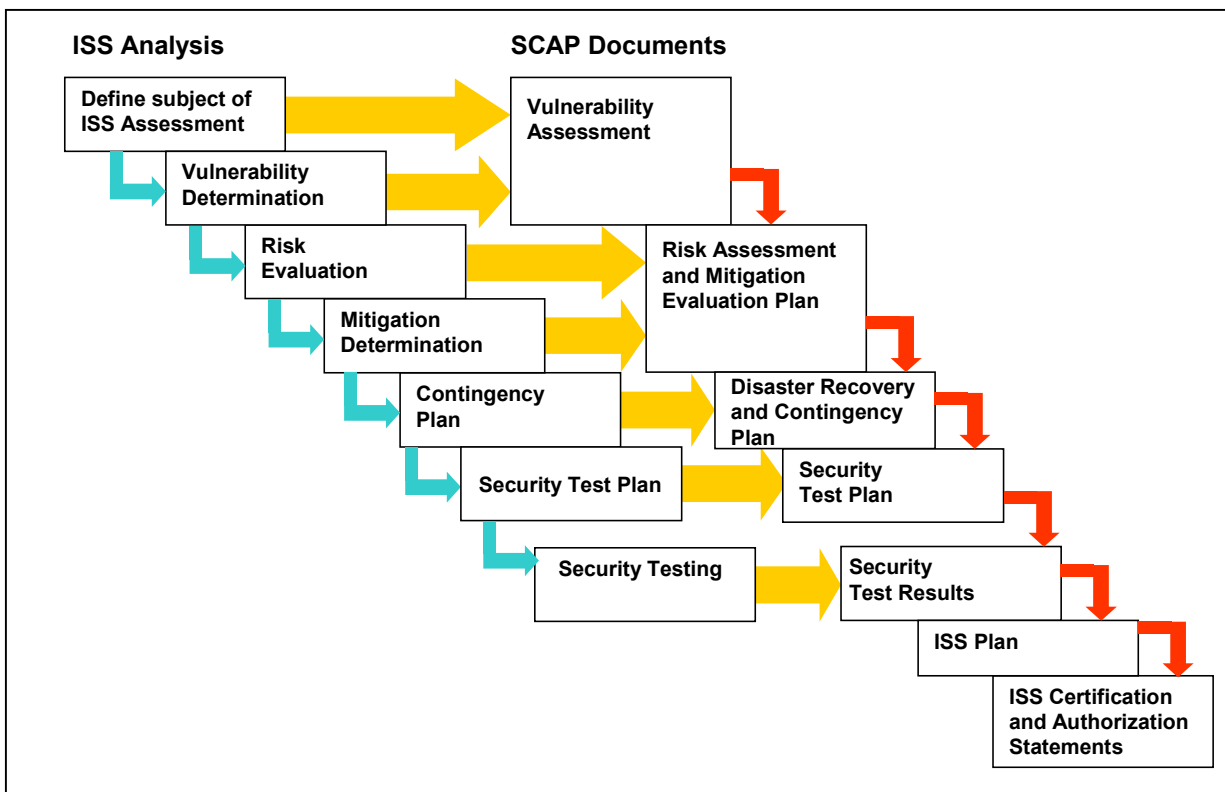 ISS Analysis
SCAP Documents
Define subject of
ISS Assessment
Vulnerability
Assessment
Vulnerability
Determination
Risk
Evaluation
Risk Assessment
and Mitigation
Evaluation Plan
Mitigation
Determination
Contingency
Plan
Disaster Recovery
and Contingency
Plan
Security Test Plan
Security
Test Plan
Security Testing
Security
Test Results
ISS Plan
ISS Certification
and Authorization
Statements